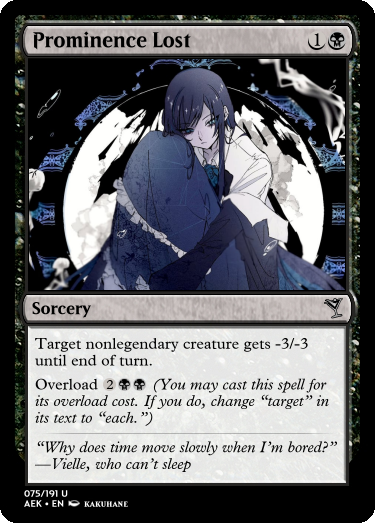 Prominence Lost 1
Sorcery
Target nonlegendary creature gets -3/-3
until end of turn.
Overload 2 (You may cast this spell for
its overload cost. If you do, change “target” in
its text to “each.”)
“Why does time move slowly when I’m bored?”
—Vielle, who can’t sleep
075/191 U
AEK • EN KAKUHANE